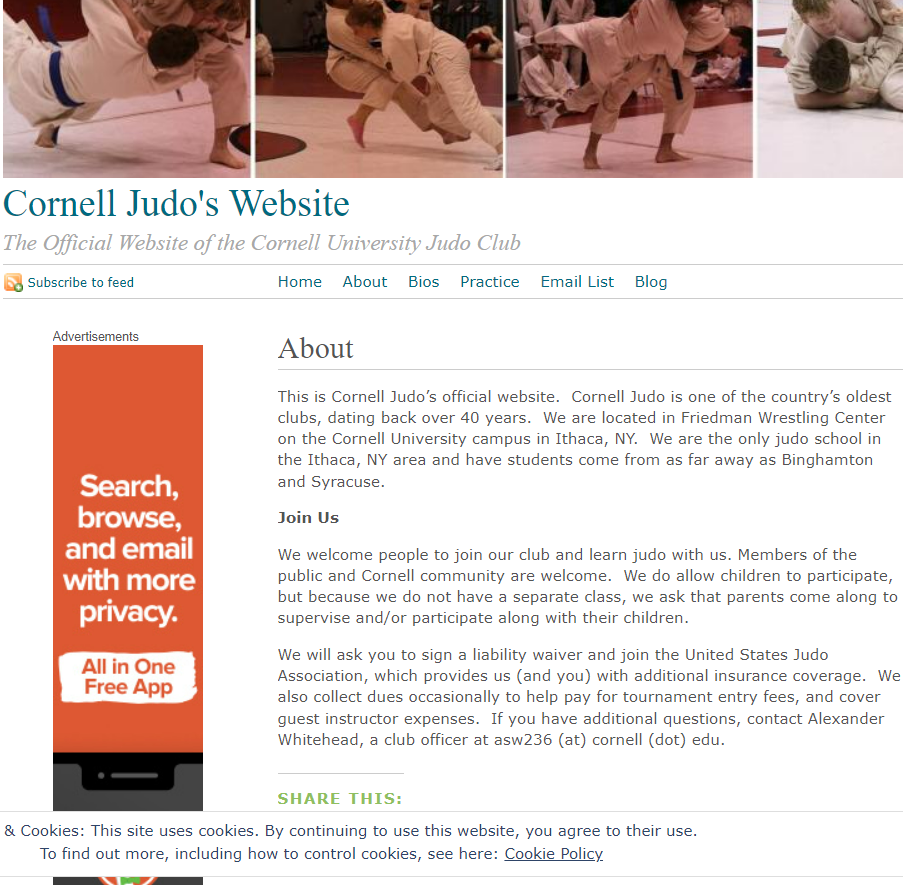 Cornell Judo's Website
The Official Website of the Cornell University Judo Club
Subscribe to feed
Home About Bios Practice Email List Blog
Advertisements
Search,
browse,
and email
with more
privacy.
All in One
Free App
About
This is Cornell Judo’s official website.  Cornell Judo is one of the country’s oldest
clubs, dating back over 40 years.  We are located in Friedman Wrestling Center
on the Cornell University campus in Ithaca, NY.  We are the only judo school in
the Ithaca, NY area and have students come from as far away as Binghamton
and Syracuse.
Join Us
We welcome people to join our club and learn judo with us. Members of the
public and Cornell community are welcome.  We do allow children to participate,
but because we do not have a separate class, we ask that parents come along to
supervise and/or participate along with their children.
We will ask you to sign a liability waiver and join the United States Judo
Association, which provides us (and you) with additional insurance coverage.  We
also collect dues occasionally to help pay for tournament entry fees, and cover
guest instructor expenses.  If you have additional questions, contact Alexander
Whitehead, a club officer at asw236 (at) cornell (dot) edu.
SHARE THIS:
& Cookies: This site uses cookies. By continuing to use this website, you agree to their use.
To find out more, including how to control cookies, see here: Cookie Policy